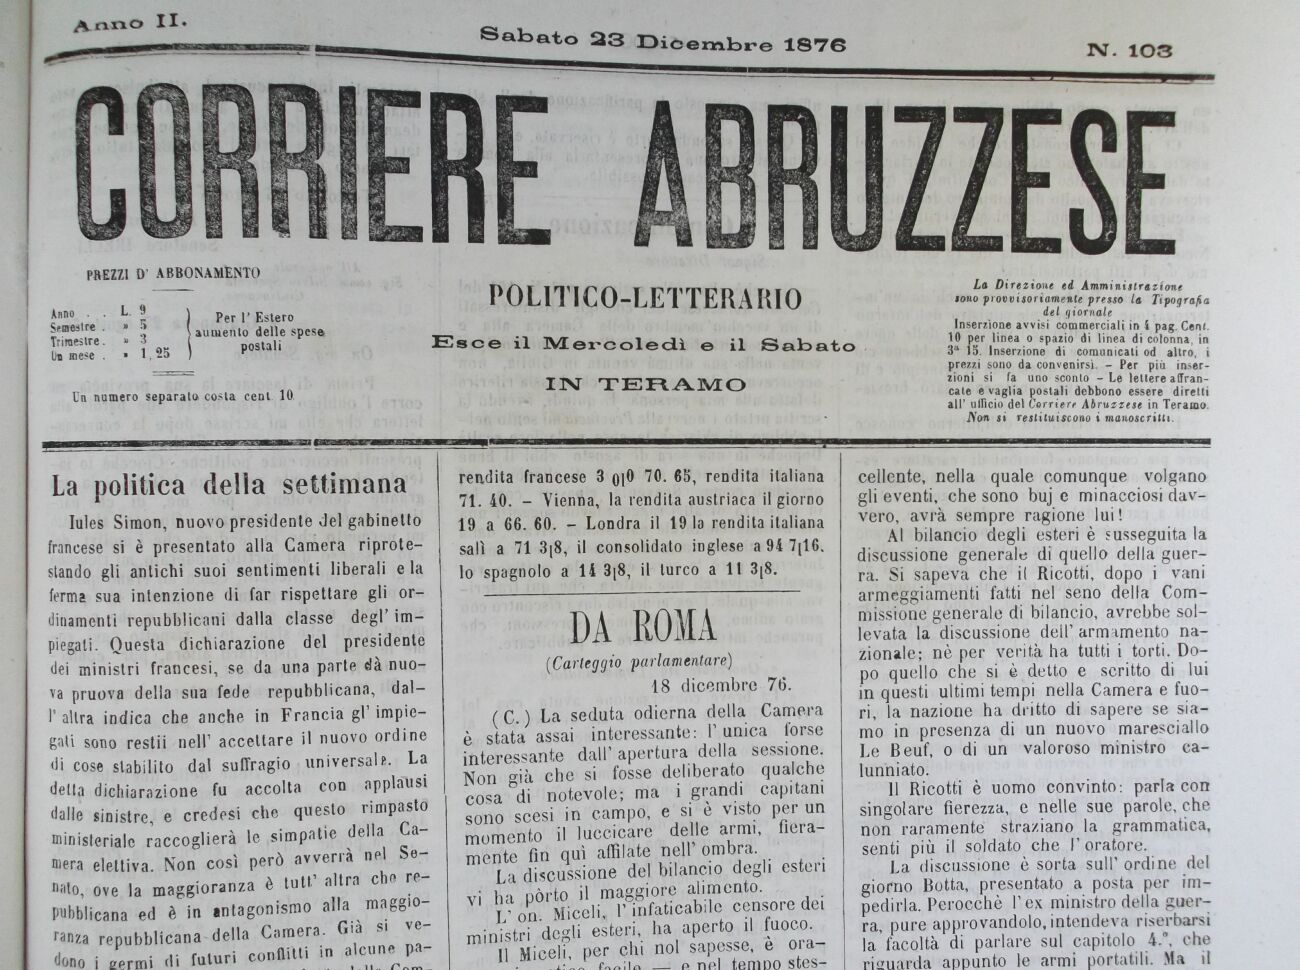 Anno II.
Sabato 23 Dicembre 1876
N. 103
CORRIERE ABRUZZESE
PREZZI D' ABBONAMENTO
Anno . . L. 9
Semestre . » 5
Trimestre . » 3
Un mese . » 1, 25
Per l' Estero
aumento delle spese
postali
Un numero separato costa cent 10
POLITICO-LETTERARIO
Esce il Mercoledì e il Sabato
IN TERAMO
La Direzione ed Amministrazione
sono provvisoriamente presso la Tipografia
del giornale
Inserzione avvisi commerciali in 4 pag. Cent.
10 per linea o spazio di linea di colonna, in
3ª 15. Inserzione di comunicati od altro, i
prezzi sono da convenirsi. – Per più inser-
zioni si fa uno sconto – Le lettere affran-
cate e vaglia postali debbono essere diretti
all' ufficio del Corriere Abruzzese in Teramo.
Non si restituiscono i manoscritti.
La politica della settimana
Iules Simon, nuovo presidente del gabinetto
francese si è presentato alla Camera riprote-
stando gli antichi suoi sentimenti liberali e la
ferma sua intenzione di far rispettare gli or-
dinamenti repubblicani dalla classe degl' im-
piegati. Questa dichiarazione del presidente
dei ministri francesi, se da una parte dà nuo-
va pruova della sua fede repubblicana, dal-
l' altra indica che anche in Francia gl' impie-
gati sono restii nell' accettare il nuovo ordine
di cose stabilito dal suffragio universale. La
detta dichiarazione fu accolta con applausi
dalle sinistre, e credesi che questo rimpasto
ministeriale raccoglierà le simpatie della Ca-
mera elettiva. Non così però avverrà nel Se-
nato, ove la maggioranza è tutt' altra che re-
pubblicana ed è in antagonismo alla maggio-
ranza repubblicana della Camera. Già si ve-
dono i germi di futuri conflitti in alcune pa-
rendita francese 3 0|0 70. 65, rendita italiana
71. 40. – Vienna, la rendita austriaca il giorno
19 a 66. 60. – Londra il 19 la rendita italiana
salì a 71 3|8, il consolidato inglese a 94 7|16.
lo spagnolo a 14 3|8, il turco a 11 3|8.
DA ROMA
(Carteggio parlamentare)
18 dicembre 76.
(C.) La seduta odierna della Camera
è stata assai interessante: l' unica forse
interessante dall' apertura della sessione.
Non già che si fosse deliberato qualche
cosa di notevole; ma i grandi capitani
sono scesi in campo, e si è visto per un
momento il luccicare delle armi, fiera-
mente fin quì affilate nell' ombra.
La discussione del bilancio degli esteri
vi ha pòrto il maggiore alimento.
L' on. Miceli, l' infaticabile censore dei
ministri degli esteri, ha aperto il fuoco.
Il Miceli, per chi nol sapesse, è ora-
facile — e nel tempo stes-
cellente, nella quale comunque volgano
gli eventi, che sono buj e minacciosi dav-
vero, avrà sempre ragione lui!
Al bilancio degli esteri è susseguita la
discussione generale di quello della guer-
ra. Si sapeva che il Ricotti, dopo i vani
armeggiamenti fatti nel seno della Com-
missione generale di bilancio, avrebbe sol-
levata la discussione dell' armamento na-
zionale; nè per verità ha tutti i torti. Do-
po quello che si è detto e scritto di lui
in questi ultimi tempi nella Camera e fuo-
ri, la nazione ha dritto di sapere se sia-
mo in presenza di un nuovo maresciallo
Le Beuf, o di un valoroso ministro ca-
lunniato.
Il Ricotti è uomo convinto: parla con
singolare fierezza, e nelle sue parole, che
non raramente straziano la grammatica,
senti più il soldato che l' oratore.
La discussione è sorta sull' ordine del
giorno Botta, presentato a posta per im-
pedirla. Perocchè l' ex ministro della guer-
ra, pure approvandolo, intendeva riserbarsi
la facoltà di parlare sul capitolo 4.°, che
riguarda appunto le armi portatili. Ma il